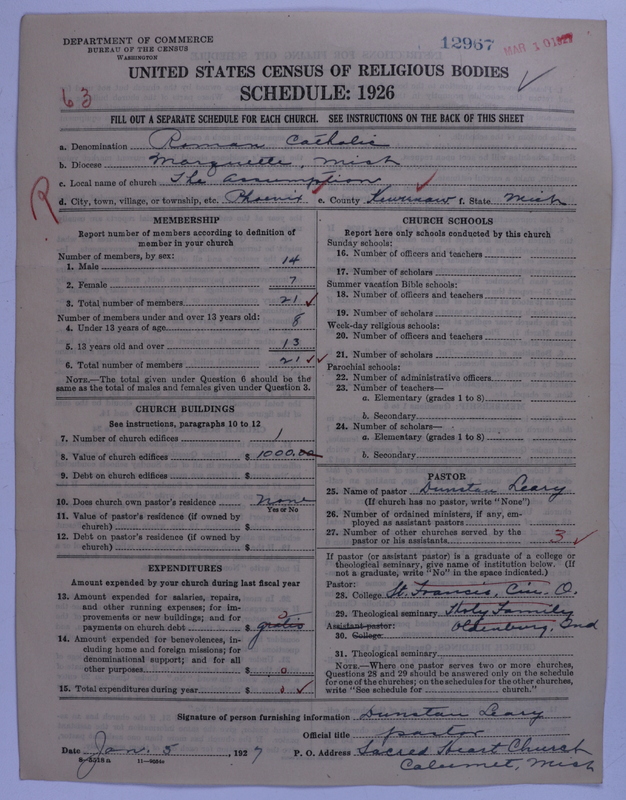 DEPARTMENT OF COMMERCE
BUREAU OF THE CENSUS
WASHINGTON
12967
MAR 10 1927
UNITED STATES CENSUS OF RELIGIOUS BODIES
SCHEDULE: 1926
63
FILL OUT A SEPARATE SCHEDULE FOR EACH CHURCH. SEE INSTRUCTIONS ON THE BACK OF THIS SHEET
a. Denomination Roman Catholic
b. Diocese Marquette, Mich
c. Local name of church The Assumption
R
d. City, town, village, or township, etc. Phoenix e. County Keweenaw f. State Mich
MEMBERSHIP
Report number of members according to definition of
member in your church
Number of members, by sex:
1. Male 14
2. Female 7
3. Total number of members 21
Number of members under and over 13 years old:
4. Under 13 years of age 8
5. 13 years old and over 13
6. Total number of members 21
NOTE.—The total given under Question 6 should be the
same as the total of males and females given under Question 3.
CHURCH BUILDINGS
See instructions, paragraphs 10 to 12
7. Number of church edifices 1
8. Value of church edifices $ 1000.00
9. Debt on church edifices $
10. Does church own pastor's residence none
Yes or No
11. Value of pastor's residence (if owned by
church) $
12. Debt on pastor's residence (if owned by
church) $
EXPENDITURES
Amount expended by your church during last fiscal year
13. Amount expended for salaries, repairs,
and other running expenses; for im-
provements or new buildings; and for
payments on church debt $ gratis 0
14. Amount expended for benevolences, in-
cluding home and foreign missions; for
denominational support; and for all
other purposes $ 0
15. Total expenditures during year $ 0
CHURCH SCHOOLS
Report here only schools conducted by this church
Sunday schools:
16. Number of officers and teachers
17. Number of scholars
Summer vacation Bible schools:
18. Number of officers and teachers
19. Number of scholars
Week-day religious schools:
20. Number of officers and teachers
21. Number of scholars
Parochial schools:
22. Number of administrative officers
23. Number of teachers—
a. Elementary (grades 1 to 8)
b. Secondary
24. Number of scholars—
a. Elementary (grades 1 to 8)
b. Secondary
PASTOR
25. Name of pastor Dunstan Leary
(If church has no pastor, write "None")
26. Number of ordained ministers, if any, em-
ployed as assistant pastors
27. Number of other churches served by the
pastor or his assistants 3
If pastor (or assistant pastor) is a graduate of a college or
theological seminary, give name of institution below. (If
not a graduate, write "No" in the space indicated.)
Pastor:
28. College St. Francis, Cin. O.
29. Theological seminary Holy Family
Assistant pastor: Oldenburg, Ind
30. College
31. Theological seminary
NOTE.—Where one pastor serves two or more churches,
Questions 28 and 29 should be answered only on the schedule
for one of the churches; on the schedules for the other churches,
write "See schedule for church."
Signature of person furnishing information Dunstan Leary
Official title pastor
Date Jan. 5, 1927 P. O. Address Sacred Heart Church
8-5518a 11-9684a Calumet, Mich